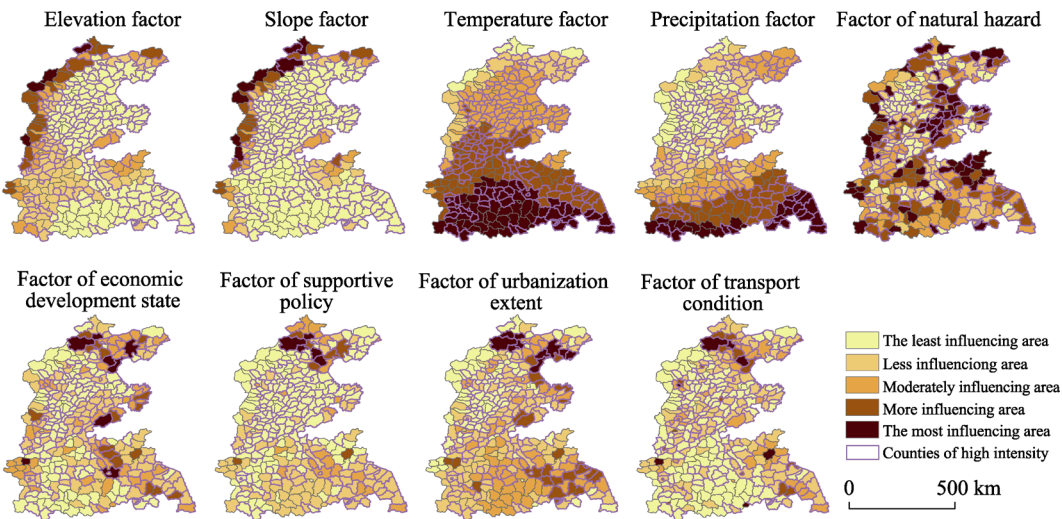 Elevation factor
Slope factor
Temperature factor
Precipitation factor
Factor of natural hazard
Factor of economic
development state
Factor of supportive
policy
Factor of urbanization
extent
Factor of transport
condition
The least influencing area
Less influenciong area
Moderately influencing area
More influencing area
The most influencing area
Counties of high intensity
0 500 km